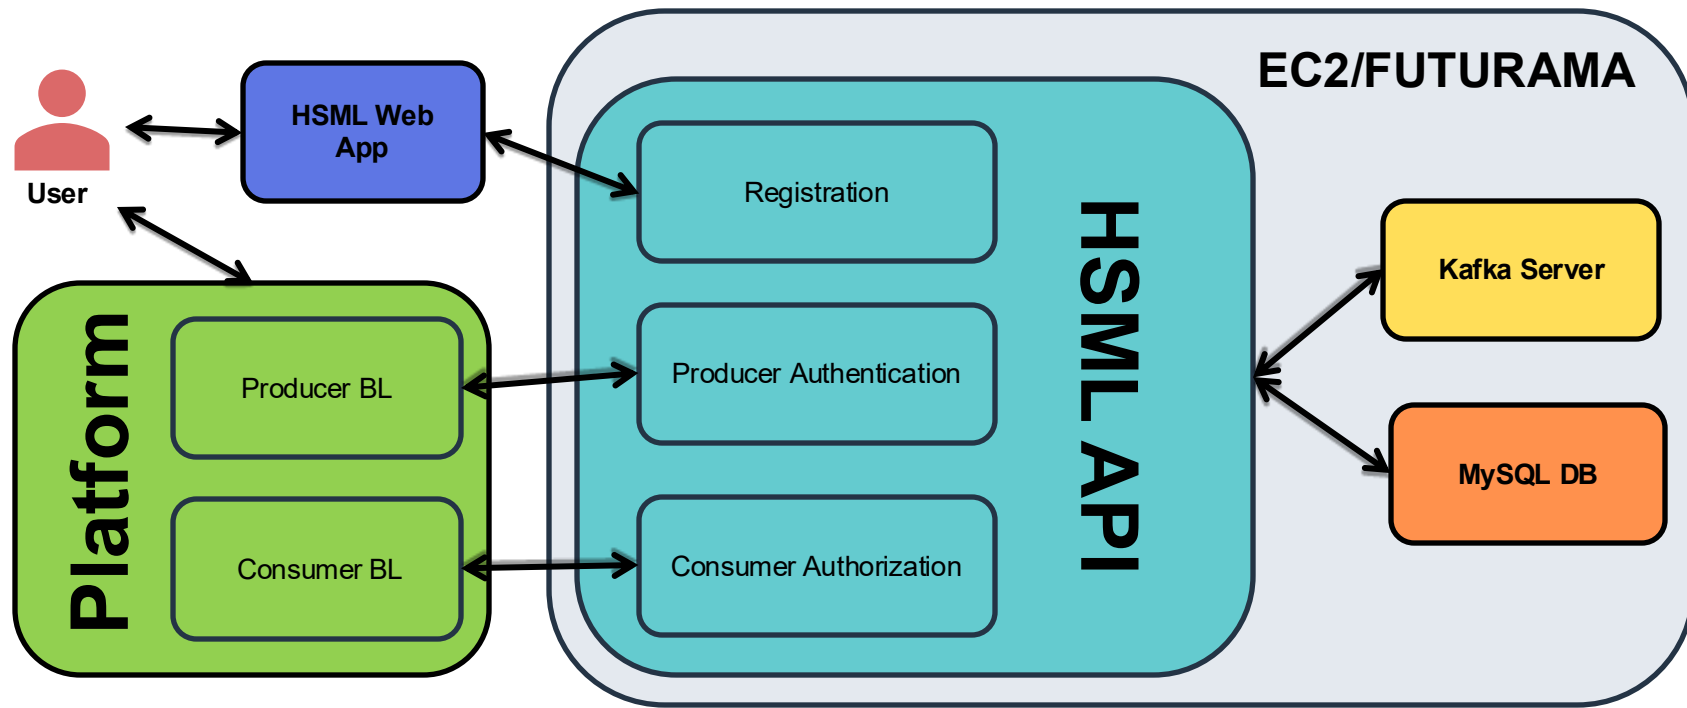 EC2/FUTURAMA
HSML Web
App
User
Registration
Kafka Server
Platform
Producer BL
Producer Authentication
HSML API
MySQL DB
Consumer BL
Consumer Authorization